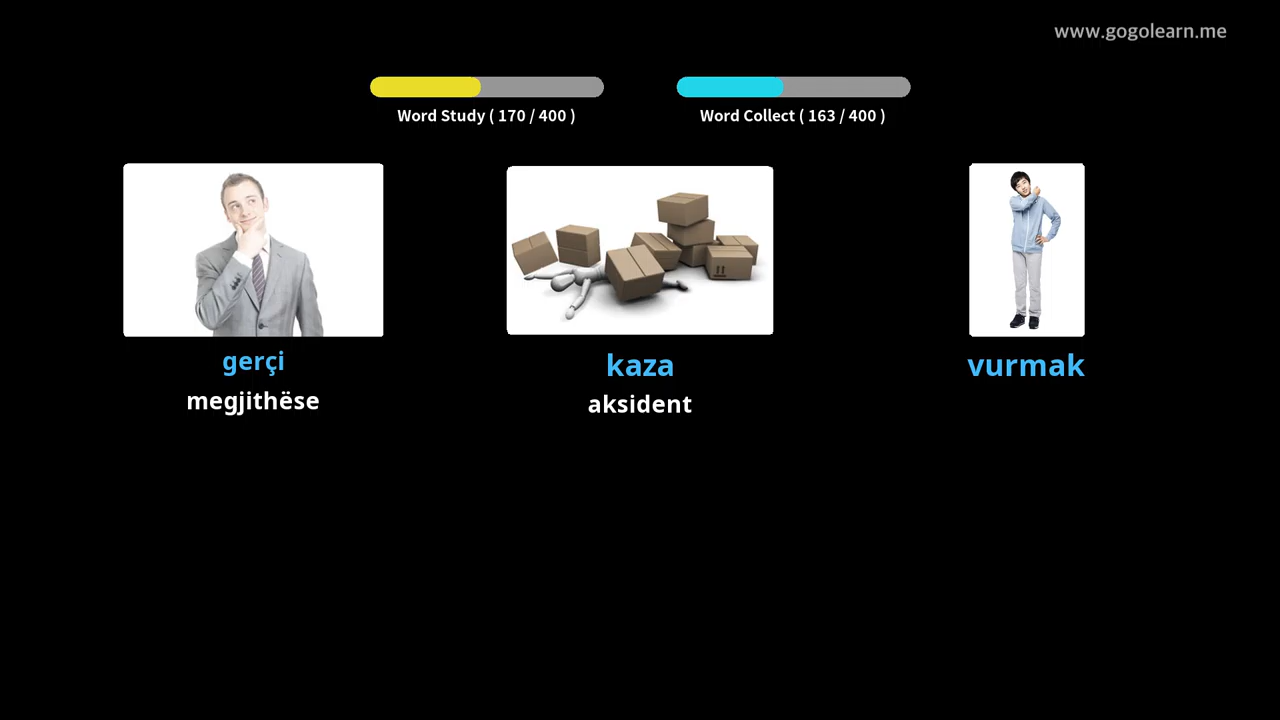 www.gogolearn.me
Word Study ( 170 / 400 )
Word Collect ( 163 / 400 )
gerçi
megjithëse
kaza
aksident
vurmak